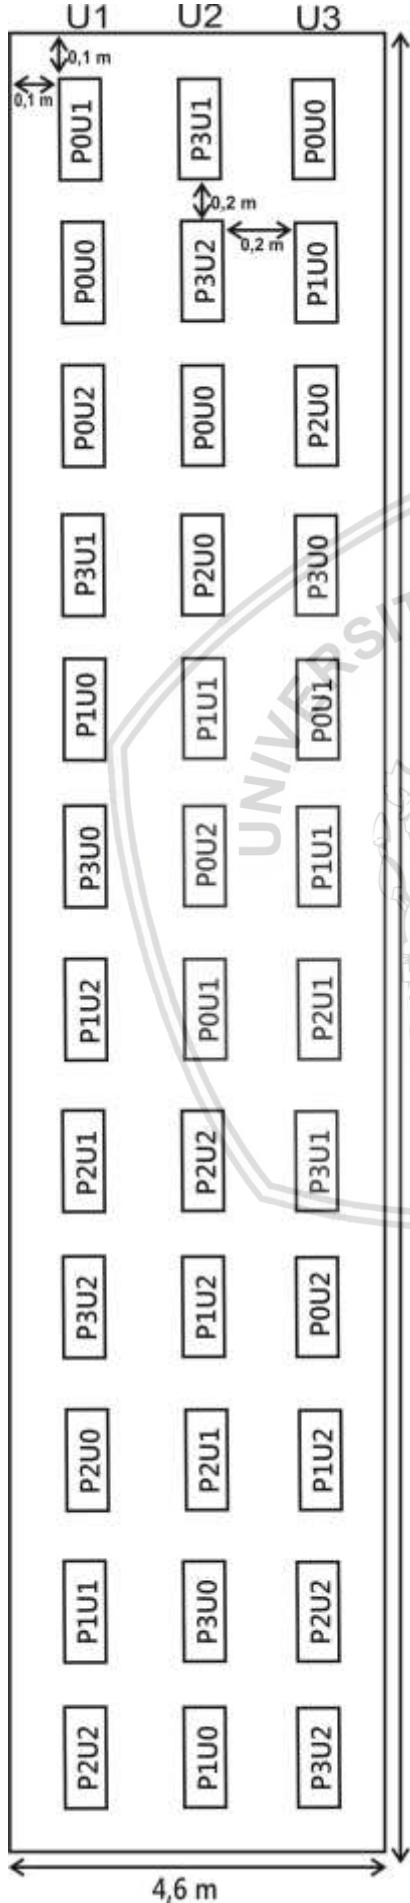 U1 U2 U3
0,1 m
0,1 m
P0U1 P3U1 P0U0
0,2 m
0,2 m
P0U0 P3U2 P1U0
P0U2 P0U0 P2U0
P3U1 P2U0 P3U0
P1U0 P1U1 P0U1
P3U0 P0U2 P1U1
P1U2 P0U1 P2U1
P2U1 P2U2 P3U1
P3U2 P1U2 P0U2
P2U0 P2U1 P1U2
P1U1 P3U0 P2U2
P2U2 P1U0 P3U2
4,6 m
UNIVERSIT